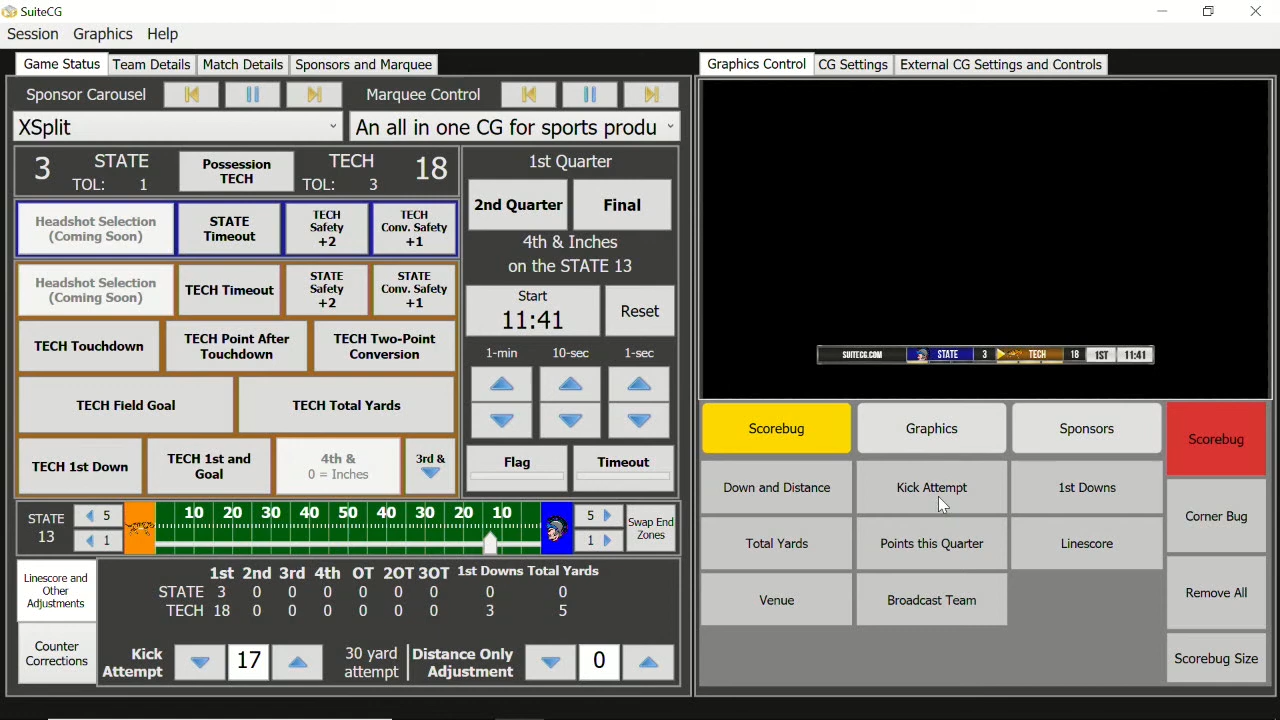 SuiteCG
Session Graphics Help
Game Status Team Details Match Details Sponsors and Marquee
Sponsor Carousel Marquee Control
XSplit An all in one CG for sports produ
3 STATE TOL: 1
Possession
TECH
TECH TOL: 3 18
Headshot Selection
(Coming Soon)
STATE
Timeout
TECH
Safety
+2
TECH
Conv. Safety
+1
Headshot Selection
(Coming Soon)
TECH Timeout
STATE
Safety
+2
STATE
Conv. Safety
+1
TECH Touchdown
TECH Point After
Touchdown
TECH Two-Point
Conversion
TECH Field Goal TECH Total Yards
TECH 1st Down
TECH 1st and
Goal
4th &
0 = Inches
3rd &
1st Quarter
2nd Quarter Final
4th & Inches
on the STATE 13
Start
11:41
Reset
1-min 10-sec 1-sec
Flag Timeout
STATE
13
5
1
10 20 30 40 50 40 30 20 10
5
1
Swap End
Zones
Linescore and
Other
Adjustments
Counter
Corrections
1st 2nd 3rd 4th OT 2OT 3OT 1st Downs Total Yards
STATE 3 0 0 0 0 0 0 0 0
TECH 18 0 0 0 0 0 0 3 5
Kick
Attempt
17
30 yard
attempt
Distance Only
Adjustment
0
Graphics Control CG Settings External CG Settings and Controls
SUITECG.COM STATE 3 TECH 18 1ST 11:41
Scorebug Graphics Sponsors Scorebug
Down and Distance Kick Attempt 1st Downs
Corner Bug
Total Yards Points this Quarter Linescore
Venue Broadcast Team Remove All
Scorebug Size